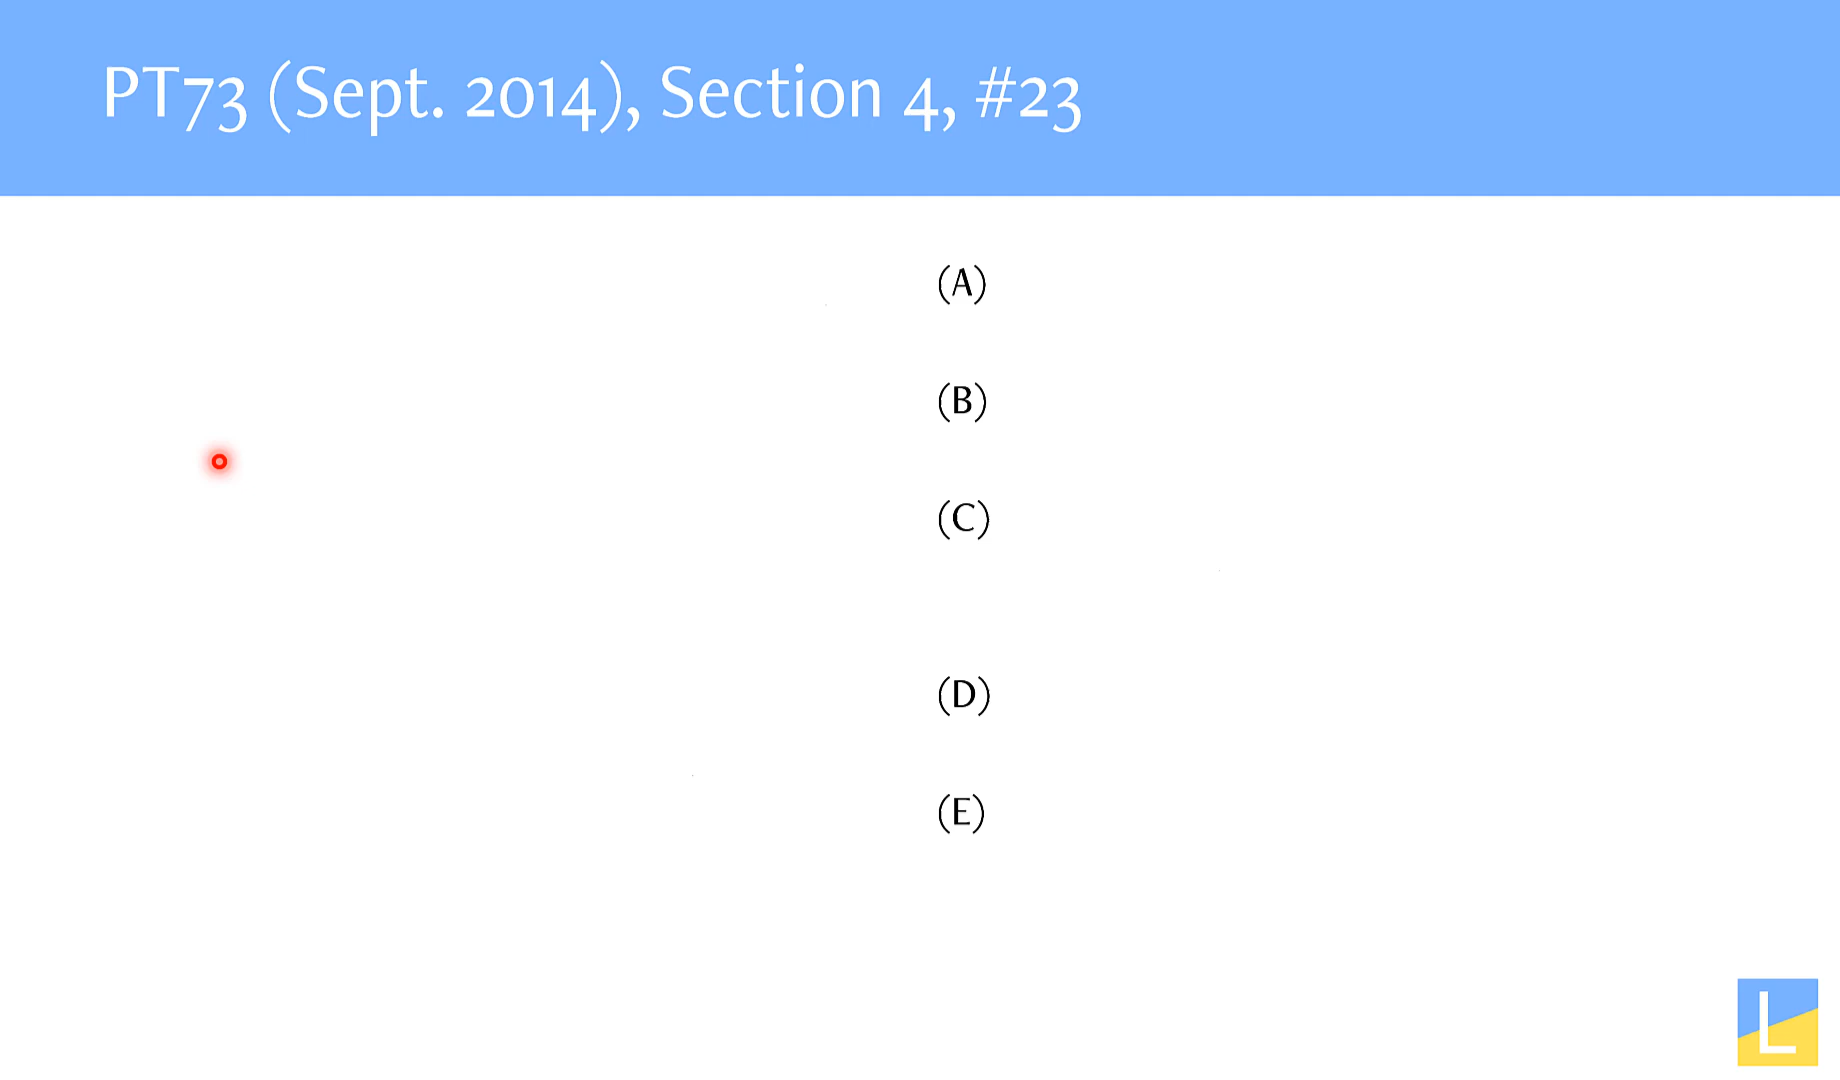 PT73 (Sept. 2014), Section 4, #23
(A)
(B)
(C)
(D)
(E)
L